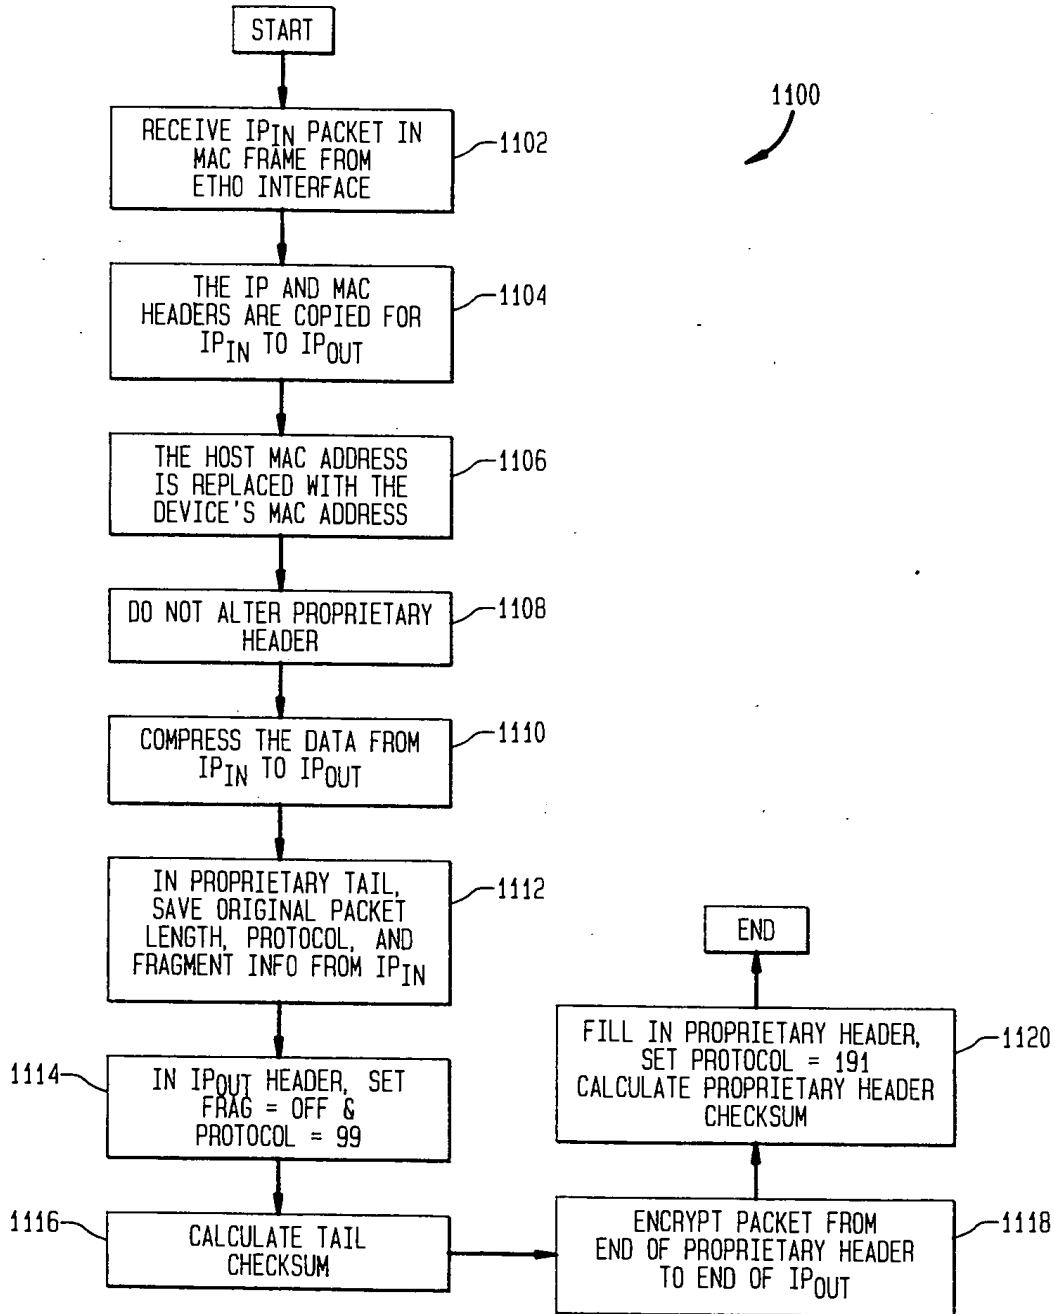 START
1100
RECEIVE IPIN PACKET IN
MAC FRAME FROM
ETHO INTERFACE
1102
THE IP AND MAC
HEADERS ARE COPIED FOR
IPIN TO IPOUT
1104
THE HOST MAC ADDRESS
IS REPLACED WITH THE
DEVICE'S MAC ADDRESS
1106
DO NOT ALTER PROPRIETARY
HEADER
1108
COMPRESS THE DATA FROM
IPIN TO IPOUT
1110
IN PROPRIETARY TAIL,
SAVE ORIGINAL PACKET
LENGTH, PROTOCOL, AND
FRAGMENT INFO FROM IPIN
1112
1114
IN IPOUT HEADER, SET
FRAG = OFF &
PROTOCOL = 99
1116
CALCULATE TAIL
CHECKSUM
ENCRYPT PACKET FROM
END OF PROPRIETARY HEADER
TO END OF IPOUT
1118
FILL IN PROPRIETARY HEADER,
SET PROTOCOL = 191
CALCULATE PROPRIETARY HEADER
CHECKSUM
1120
END